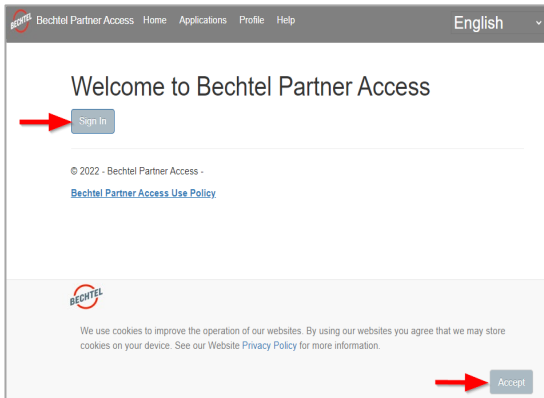 BECHTEL Bechtel Partner Access Home Applications Profile Help English
Welcome to Bechtel Partner Access
Sign In
© 2022 - Bechtel Partner Access -
Bechtel Partner Access Use Policy
BECHTEL
We use cookies to improve the operation of our websites. By using our websites you agree that we may store
cookies on your device. See our Website Privacy Policy for more information.
Accept